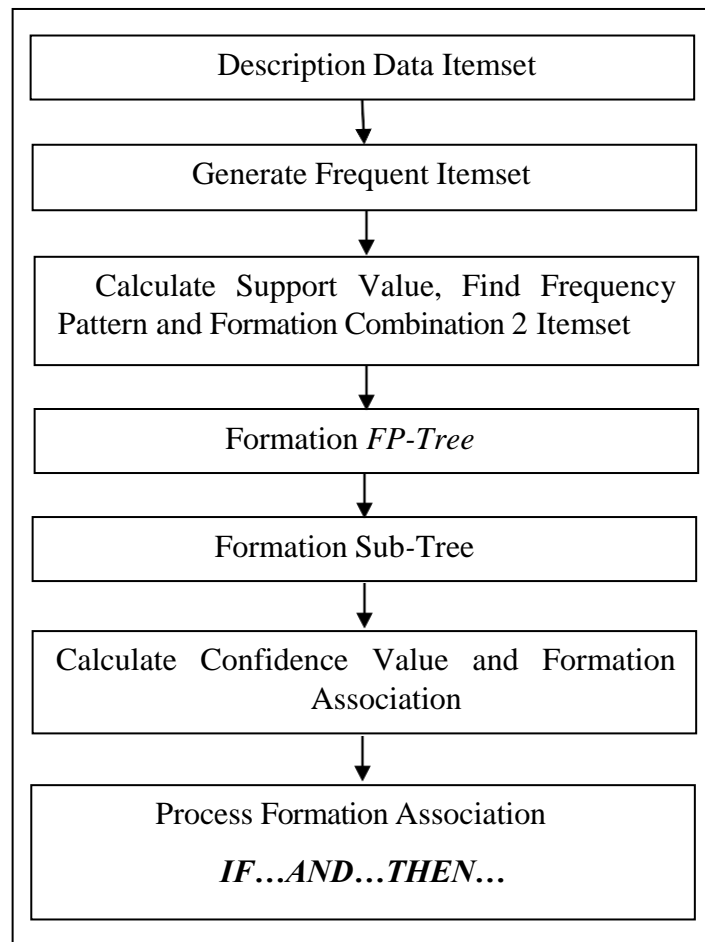 Description Data Itemset
Generate Frequent Itemset
Calculate Support Value, Find Frequency
Pattern and Formation Combination 2 Itemset
Formation FP-Tree
Formation Sub-Tree
Calculate Confidence Value and Formation
Association
Process Formation Association
IF…AND…THEN…